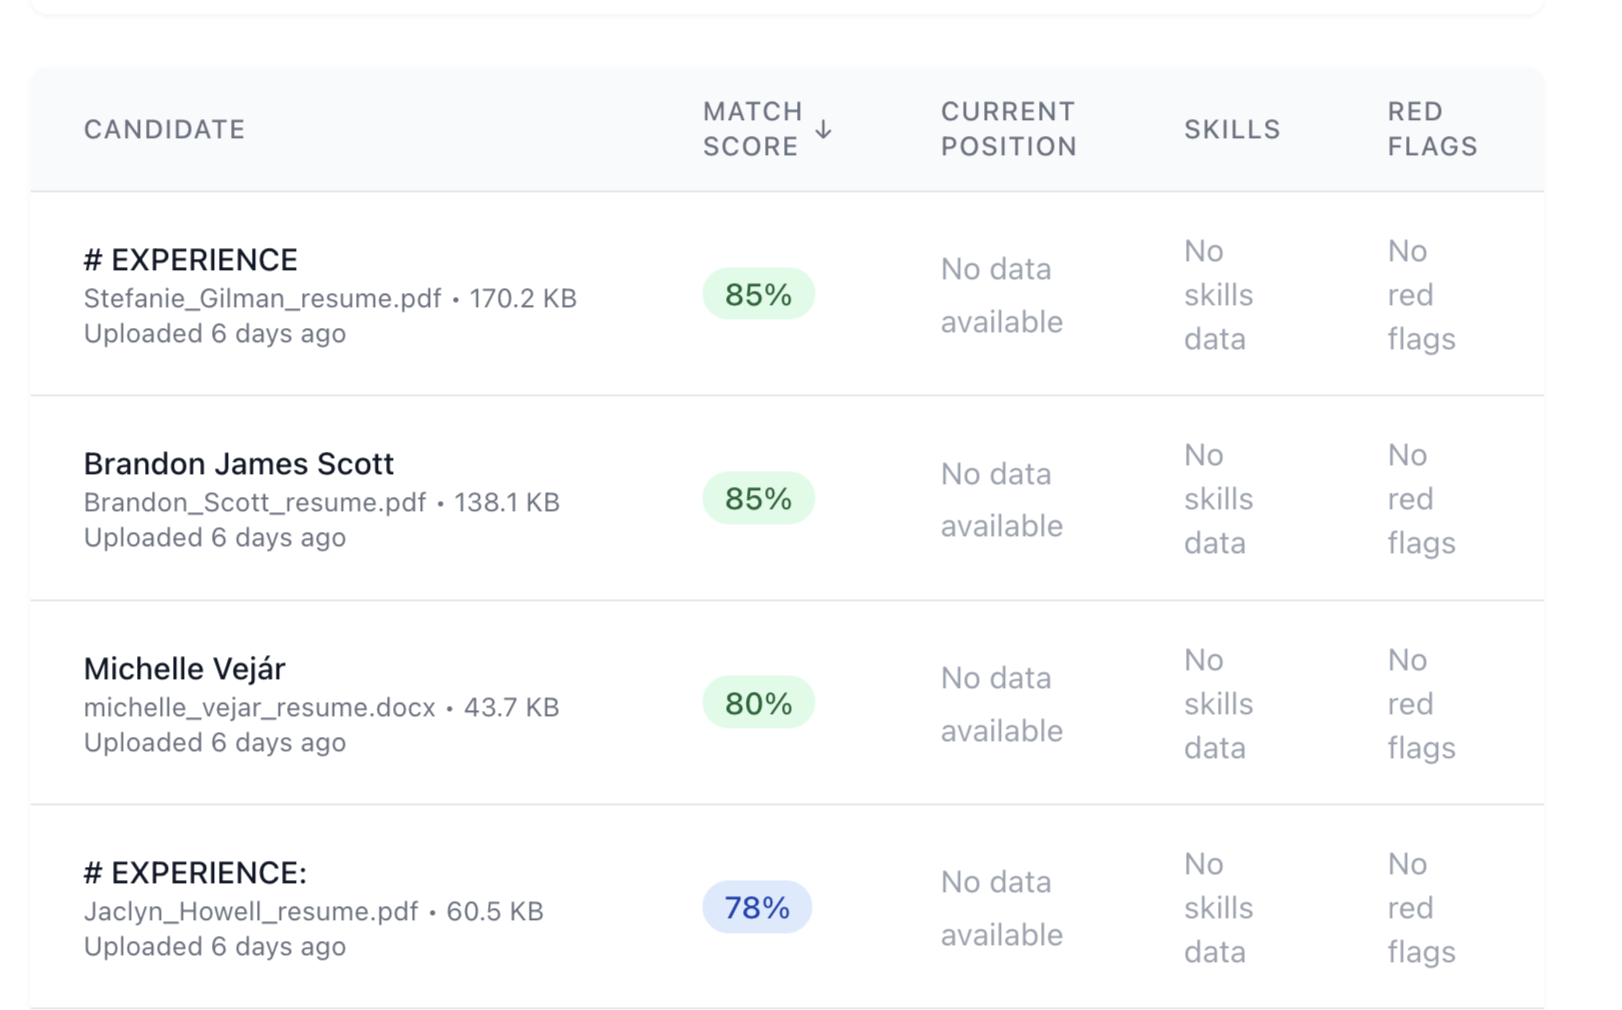 CANDIDATE
MATCH
SCORE ↓
CURRENT
POSITION
SKILLS
RED
FLAGS
# EXPERIENCE
Stefanie_Gilman_resume.pdf • 170.2 KB
Uploaded 6 days ago
85%
No data
available
No
skills
data
No
red
flags
Brandon James Scott
Brandon_Scott_resume.pdf • 138.1 KB
Uploaded 6 days ago
85%
No data
available
No
skills
data
No
red
flags
Michelle Vejár
michelle_vejar_resume.docx • 43.7 KB
Uploaded 6 days ago
80%
No data
available
No
skills
data
No
red
flags
# EXPERIENCE:
Jaclyn_Howell_resume.pdf • 60.5 KB
Uploaded 6 days ago
78%
No data
available
No
skills
data
No
red
flags